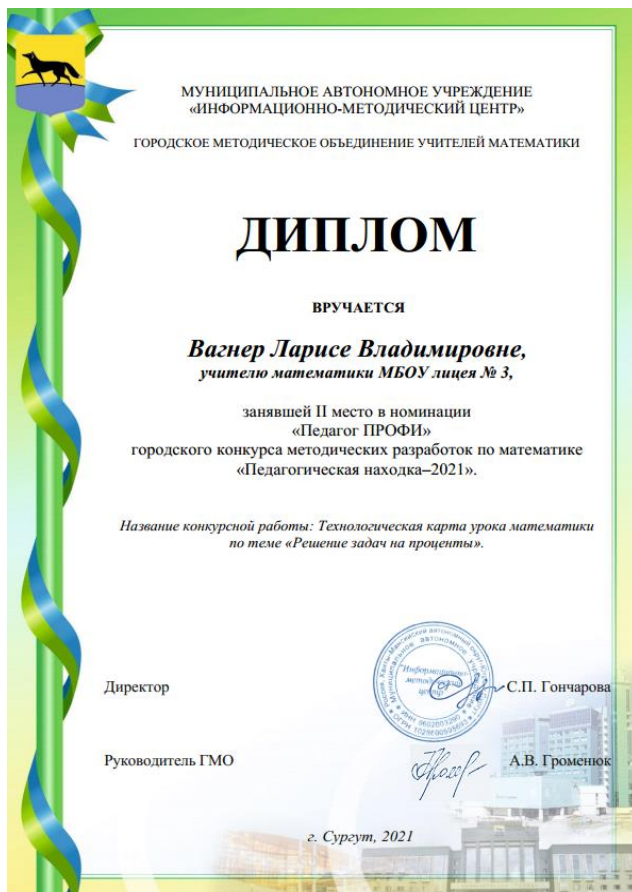 МУНИЦИПАЛЬНОЕ АВТОНОМНОЕ УЧРЕЖДЕНИЕ
«ИНФОРМАЦИОННО-МЕТОДИЧЕСКИЙ ЦЕНТР»
ГОРОДСКОЕ МЕТОДИЧЕСКОЕ ОБЪЕДИНЕНИЕ УЧИТЕЛЕЙ МАТЕМАТИКИ
ДИПЛОМ
ВРУЧАЕТСЯ
Вагнер Ларисе Владимировне,
учителю математики МБОУ лицея № 3,
занявшей II место в номинации
«Педагог ПРОФИ»
городского конкурса методических разработок по математике
«Педагогическая находка–2021».
Название конкурсной работы: Технологическая карта урока математики
по теме «Решение задач на проценты».
"Информационно-
методический
центр"
Директор
С.П. Гончарова
Руководитель ГМО
А.В. Громенюк
г. Сургут, 2021